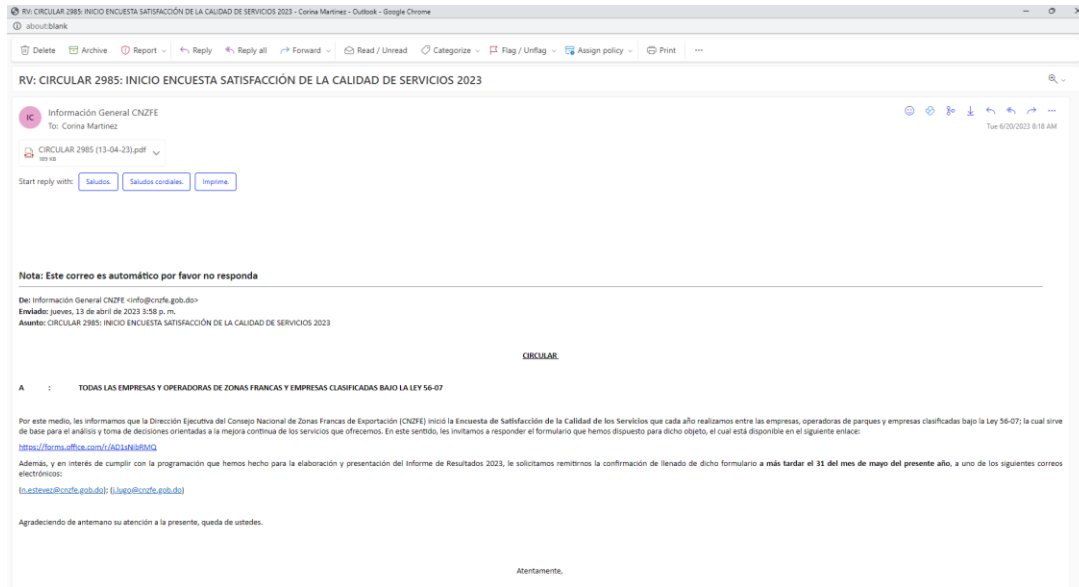 RV: CIRCULAR 2985: INICIO ENCUESTA SATISFACCIÓN DE LA CALIDAD DE SERVICIOS 2023 - Corina Martinez - Outlook - Google Chrome
about:blank
Delete Archive Report Reply Reply all Forward Read / Unread Categorize Flag / Unflag Assign policy Print ...
RV: CIRCULAR 2985: INICIO ENCUESTA SATISFACCIÓN DE LA CALIDAD DE SERVICIOS 2023
IC
Información General CNZFE
To: Corina Martinez
Tue 6/20/2023 8:18 AM
CIRCULAR 2985 (13-04-23).pdf
189 KB
Start reply with: Saludos. Saludos cordiales. Imprime.
Nota: Este correo es automático por favor no responda
De: Información General CNZFE <info@cnzfe.gob.do>
Enviado: jueves, 13 de abril de 2023 3:58 p. m.
Asunto: CIRCULAR 2985: INICIO ENCUESTA SATISFACCIÓN DE LA CALIDAD DE SERVICIOS 2023
CIRCULAR
A : TODAS LAS EMPRESAS Y OPERADORAS DE ZONAS FRANCAS Y EMPRESAS CLASIFICADAS BAJO LA LEY 56-07
Por este medio, les informamos que la Dirección Ejecutiva del Consejo Nacional de Zonas Francas de Exportación (CNZFE) inició la Encuesta de Satisfacción de la Calidad de los Servicios que cada año realizamos entre las empresas, operadoras de parques y empresas clasificadas bajo la Ley 56-07; la cual sirve
de base para el análisis y toma de decisiones orientadas a la mejora continua de los servicios que ofrecemos. En este sentido, les invitamos a responder el formulario que hemos dispuesto para dicho objeto, el cual está disponible en el siguiente enlace:
https://forms.office.com/r/AD1sNibRMQ
Además, y en interés de cumplir con la programación que hemos hecho para la elaboración y presentación del Informe de Resultados 2023, le solicitamos remitirnos la confirmación de llenado de dicho formulario a más tardar el 31 del mes de mayo del presente año, a uno de los siguientes correos
electrónicos:
(n.estevez@cnzfe.gob.do); (j.lugo@cnzfe.gob.do)
Agradeciendo de antemano su atención a la presente, queda de ustedes.
Atentamente,